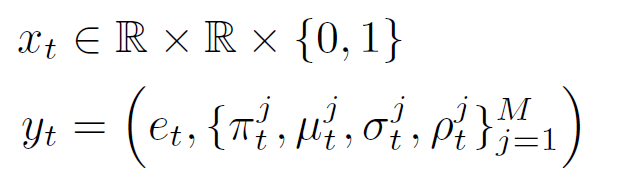 x_t ∈ ℝ × ℝ × {0, 1}
y_t = (e_t, {π_t^j, μ_t^j, σ_t^j, ρ_t^j}_{j=1}^M)